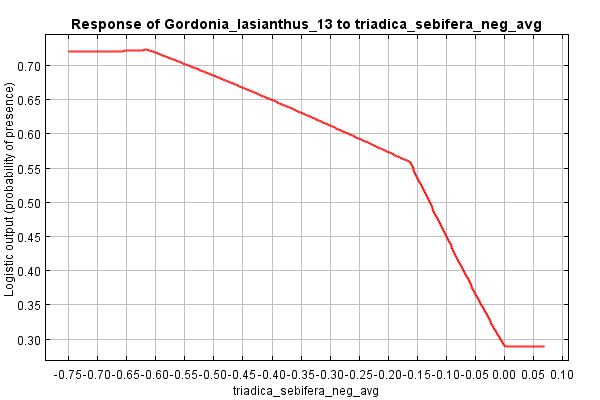 Response of Gordonia_lasianthus_13 to triadica_sebifera_neg_avg
Logistic output (probability of presence)
0.70
0.65
0.60
0.55
0.50
0.45
0.40
0.35
0.30
-0.75 -0.70 -0.65 -0.60 -0.55 -0.50 -0.45 -0.40 -0.35 -0.30 -0.25 -0.20 -0.15 -0.10 -0.05 0.00 0.05 0.10
triadica_sebifera_neg_avg